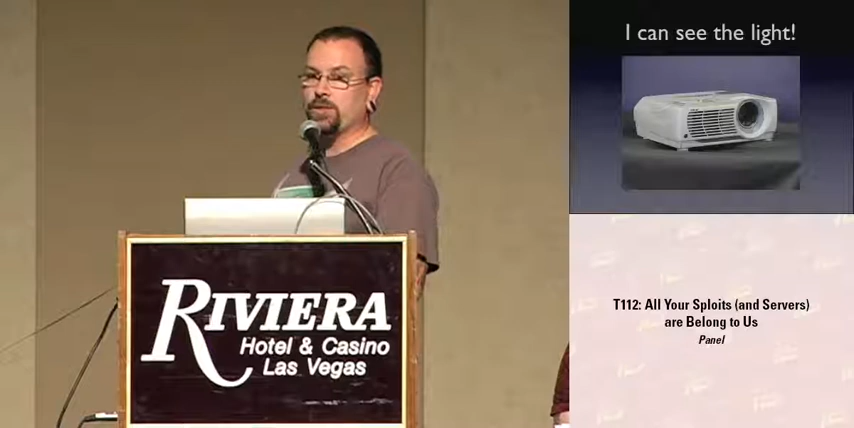 I can see the light!
RIVIERA
Hotel & Casino
Las Vegas
T112: All Your Sploits (and Servers)
are Belong to Us
Panel